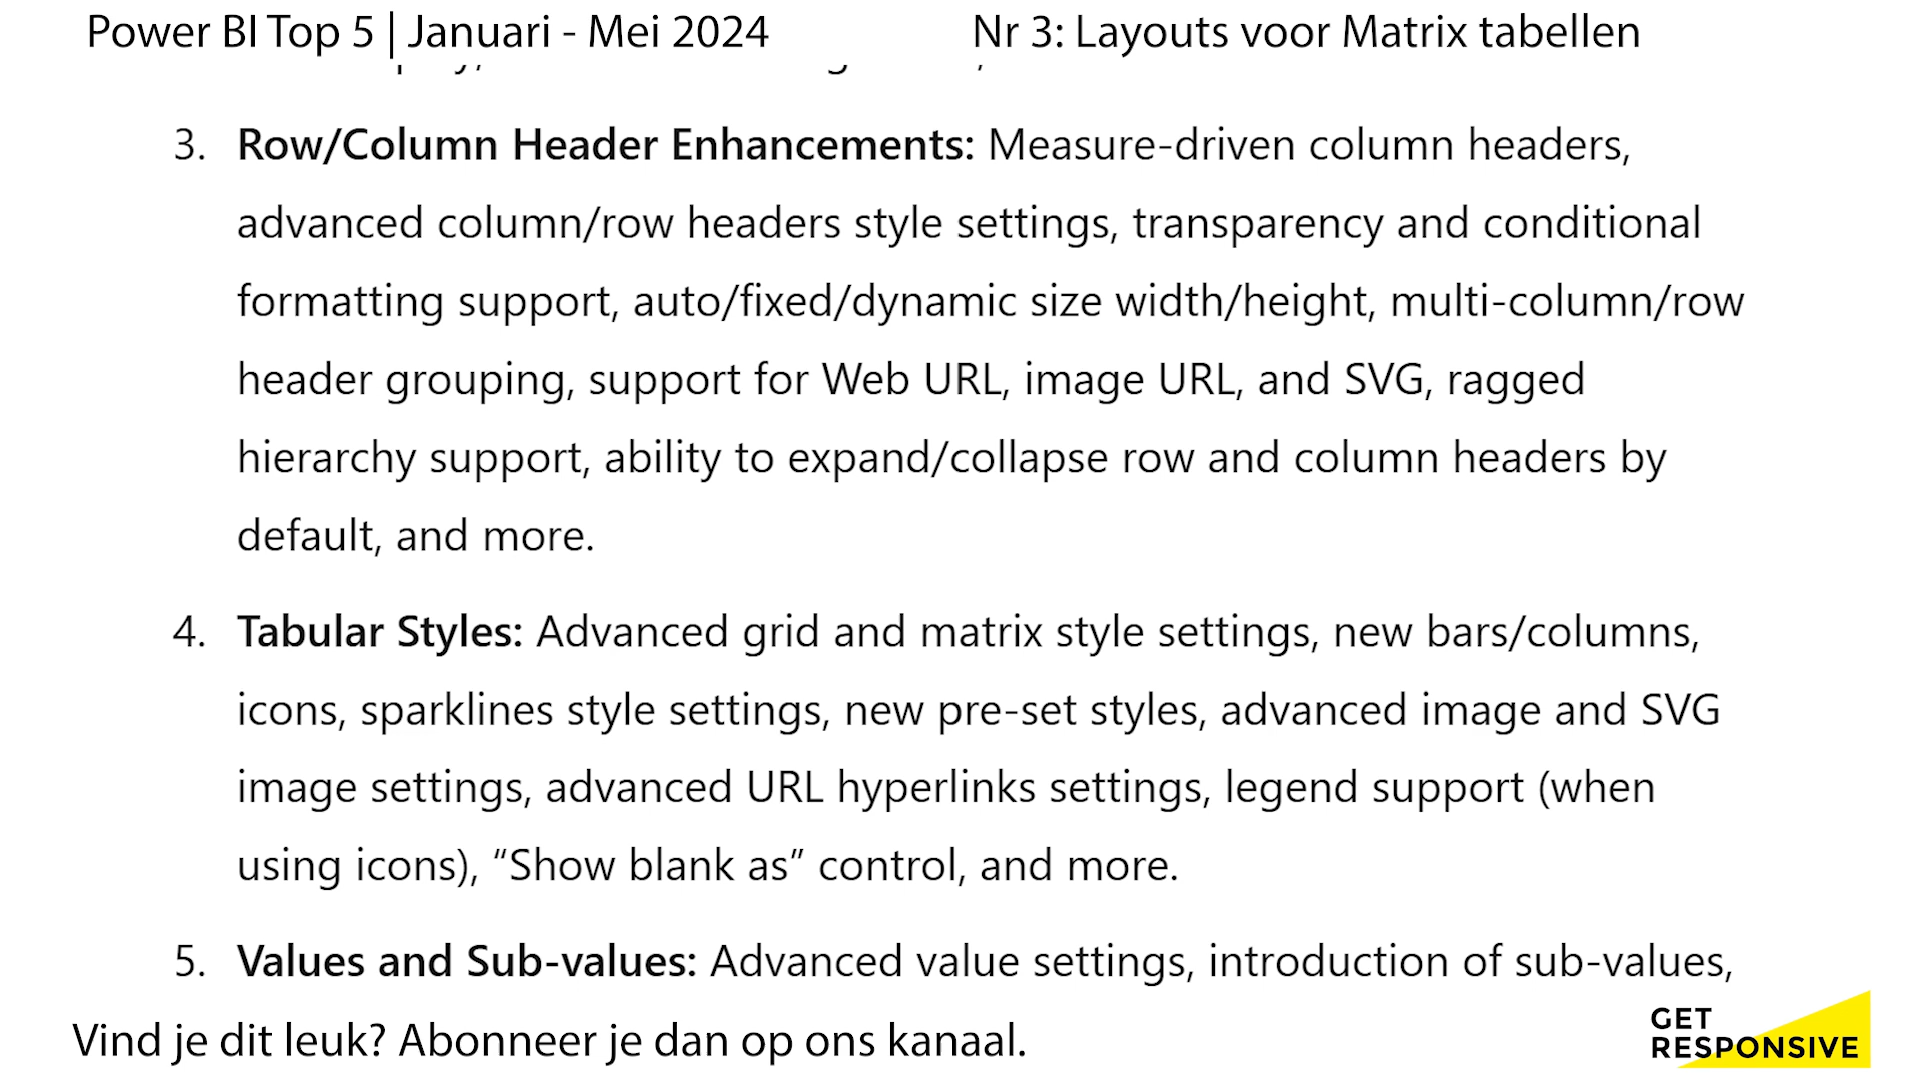 Power BI Top 5 | Januari - Mei 2024
Nr 3: Layouts voor Matrix tabellen
3. Row/Column Header Enhancements: Measure-driven column headers,
advanced column/row headers style settings, transparency and conditional
formatting support, auto/fixed/dynamic size width/height, multi-column/row
header grouping, support for Web URL, image URL, and SVG, ragged
hierarchy support, ability to expand/collapse row and column headers by
default, and more.
4. Tabular Styles: Advanced grid and matrix style settings, new bars/columns,
icons, sparklines style settings, new pre-set styles, advanced image and SVG
image settings, advanced URL hyperlinks settings, legend support (when
using icons), “Show blank as” control, and more.
5. Values and Sub-values: Advanced value settings, introduction of sub-values,
Vind je dit leuk? Abonneer je dan op ons kanaal.
GET
RESPONSIVE